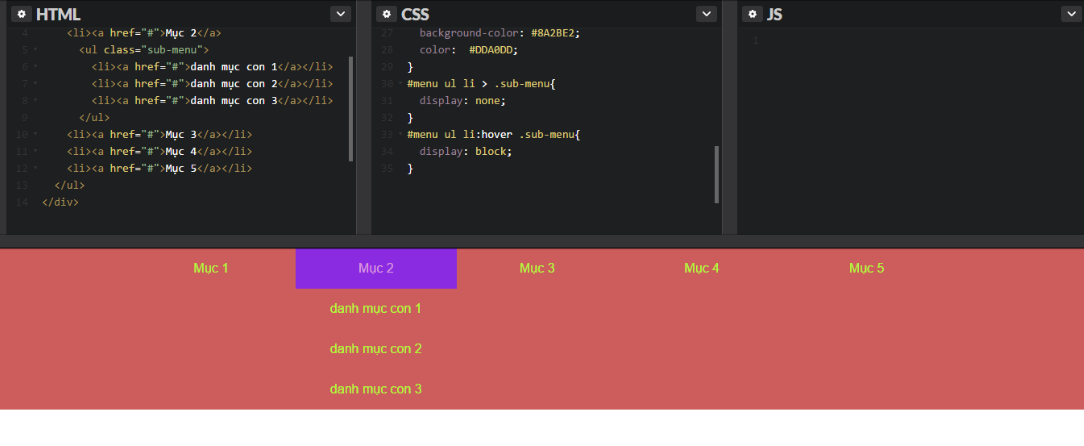 HTML
4 <li><a href="#">Mục 2</a>
5 <ul class="sub-menu">
6 <li><a href="#">danh mục con 1</a></li>
7 <li><a href="#">danh mục con 2</a></li>
8 <li><a href="#">danh mục con 3</a></li>
9 </ul>
10 <li><a href="#">Mục 3</a></li>
11 <li><a href="#">Mục 4</a></li>
12 <li><a href="#">Mục 5</a></li>
13 </ul>
14 </div>
CSS
27 background-color: #8A2BE2;
28 color: #DDA0DD;
29 }
30 #menu ul li > .sub-menu{
31 display: none;
32 }
33 #menu ul li:hover .sub-menu{
34 display: block;
35 }
JS
1
Mục 1 Mục 2 Mục 3 Mục 4 Mục 5
danh mục con 1
danh mục con 2
danh mục con 3